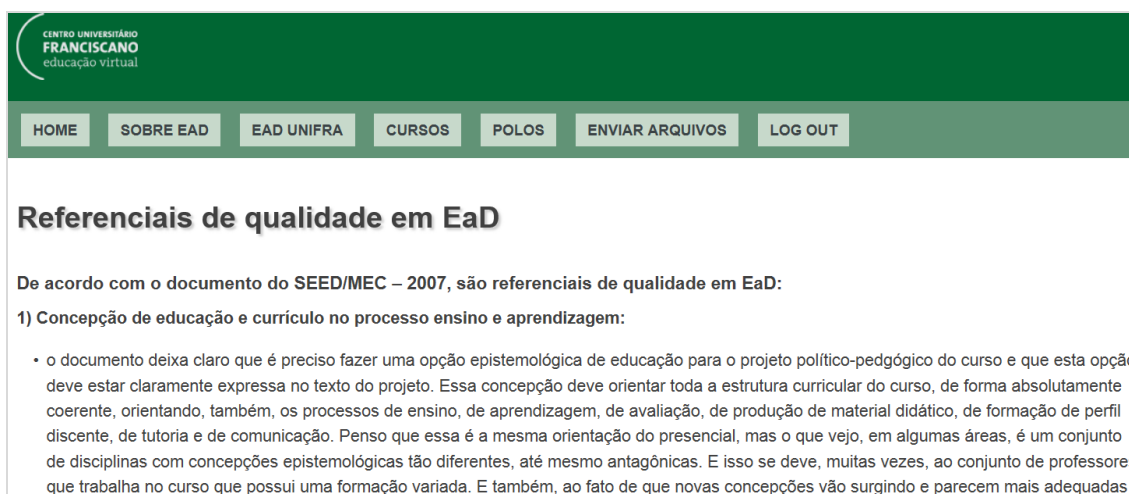 CENTRO UNIVERSITÁRIO
FRANCISCANO
educação virtual
HOME SOBRE EAD EAD UNIFRA CURSOS POLOS ENVIAR ARQUIVOS LOG OUT
Referenciais de qualidade em EaD
De acordo com o documento do SEED/MEC – 2007, são referenciais de qualidade em EaD:
1) Concepção de educação e currículo no processo ensino e aprendizagem:
• o documento deixa claro que é preciso fazer uma opção epistemológica de educação para o projeto político-pedgógico do curso e que esta opçã
deve estar claramente expressa no texto do projeto. Essa concepção deve orientar toda a estrutura curricular do curso, de forma absolutamente
coerente, orientando, também, os processos de ensino, de aprendizagem, de avaliação, de produção de material didático, de formação de perfil
discente, de tutoria e de comunicação. Penso que essa é a mesma orientação do presencial, mas o que vejo, em algumas áreas, é um conjunto
de disciplinas com concepções epistemológicas tão diferentes, até mesmo antagônicas. E isso se deve, muitas vezes, ao conjunto de professore
que trabalha no curso que possui uma formação variada. E também, ao fato de que novas concepções vão surgindo e parecem mais adequadas